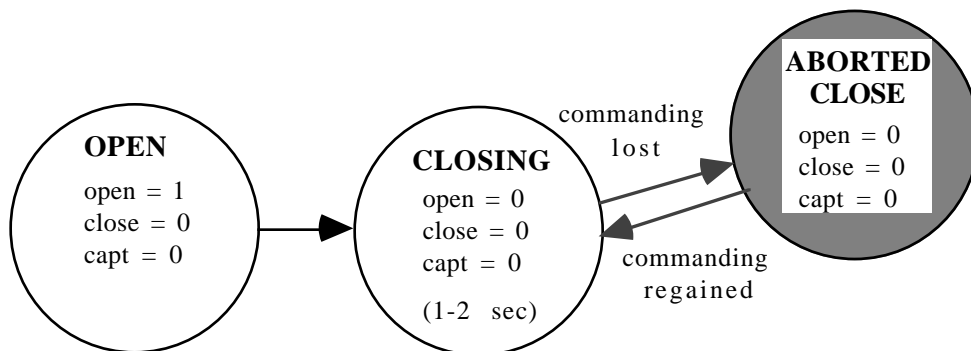 OPEN
open = 1
close = 0
capt = 0
CLOSING
open = 0
close = 0
capt = 0
(1-2 sec)
commanding
lost
commanding
regained
ABORTED
CLOSE
open = 0
close = 0
capt = 0